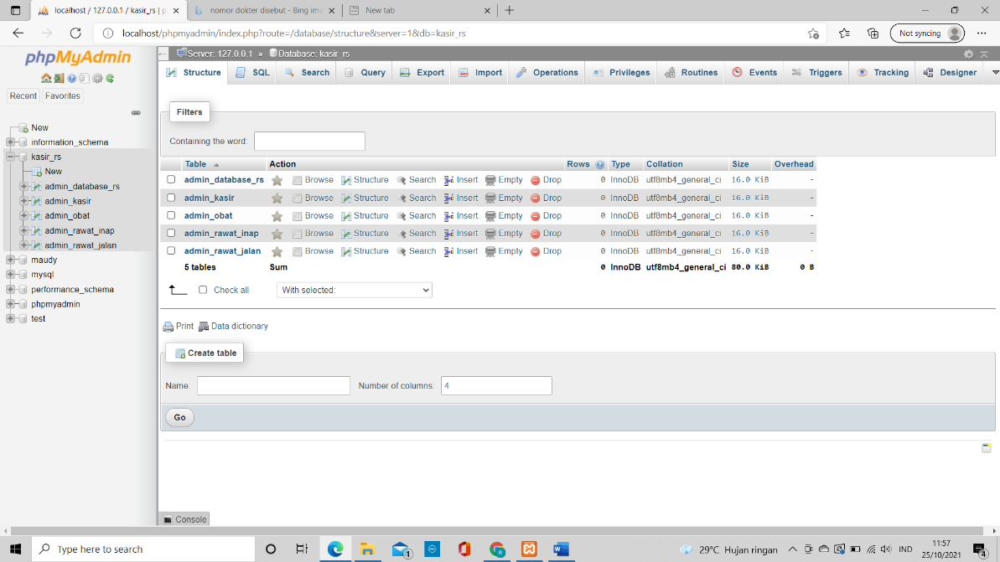 localhost / 127.0.0.1 / kasir_rs | p
nomor dokter disebut - Bing ima
New tab
localhost/phpmyadmin/index.php?route=/database/structure&server=1&db=kasir_rs
Not syncing
phpMyAdmin
Recent Favorites
New
information_schema
kasir_rs
New
admin_database_rs
admin_kasir
admin_obat
admin_rawat_inap
admin_rawat_jalan
maudy
mysql
performance_schema
phpmyadmin
test
Server: 127.0.0.1 » Database: kasir_rs
Structure SQL Search Query Export Import Operations Privileges Routines Events Triggers Tracking Designer
Filters
Containing the word:
Table Action Rows Type Collation Size Overhead
admin_database_rs Browse Structure Search Insert Empty Drop 0 InnoDB utf8mb4_general_ci 16.0 KiB -
admin_kasir Browse Structure Search Insert Empty Drop 0 InnoDB utf8mb4_general_ci 16.0 KiB -
admin_obat Browse Structure Search Insert Empty Drop 0 InnoDB utf8mb4_general_ci 16.0 KiB -
admin_rawat_inap Browse Structure Search Insert Empty Drop 0 InnoDB utf8mb4_general_ci 16.0 KiB -
admin_rawat_jalan Browse Structure Search Insert Empty Drop 0 InnoDB utf8mb4_general_ci 16.0 KiB -
5 tables Sum 0 InnoDB utf8mb4_general_ci 80.0 KiB 0 B
Check all With selected:
Print Data dictionary
Create table
Name: Number of columns: 4
Go
Console
Type here to search
1
29°C Hujan ringan
IND
11:57
25/10/2021
4